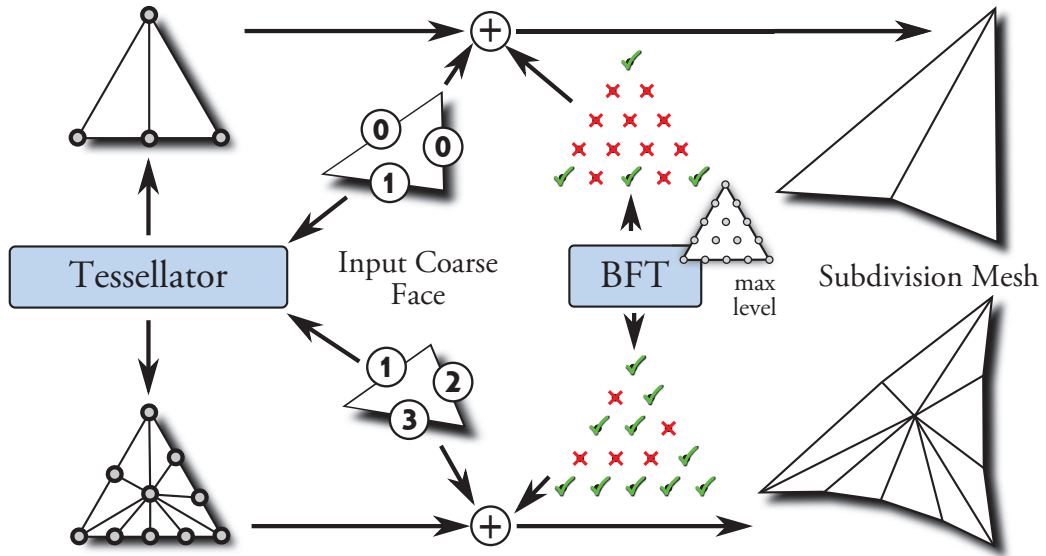 0
0
1
Tessellator
Input Coarse
Face
BFT
max
level
Subdivision Mesh
1
2
3